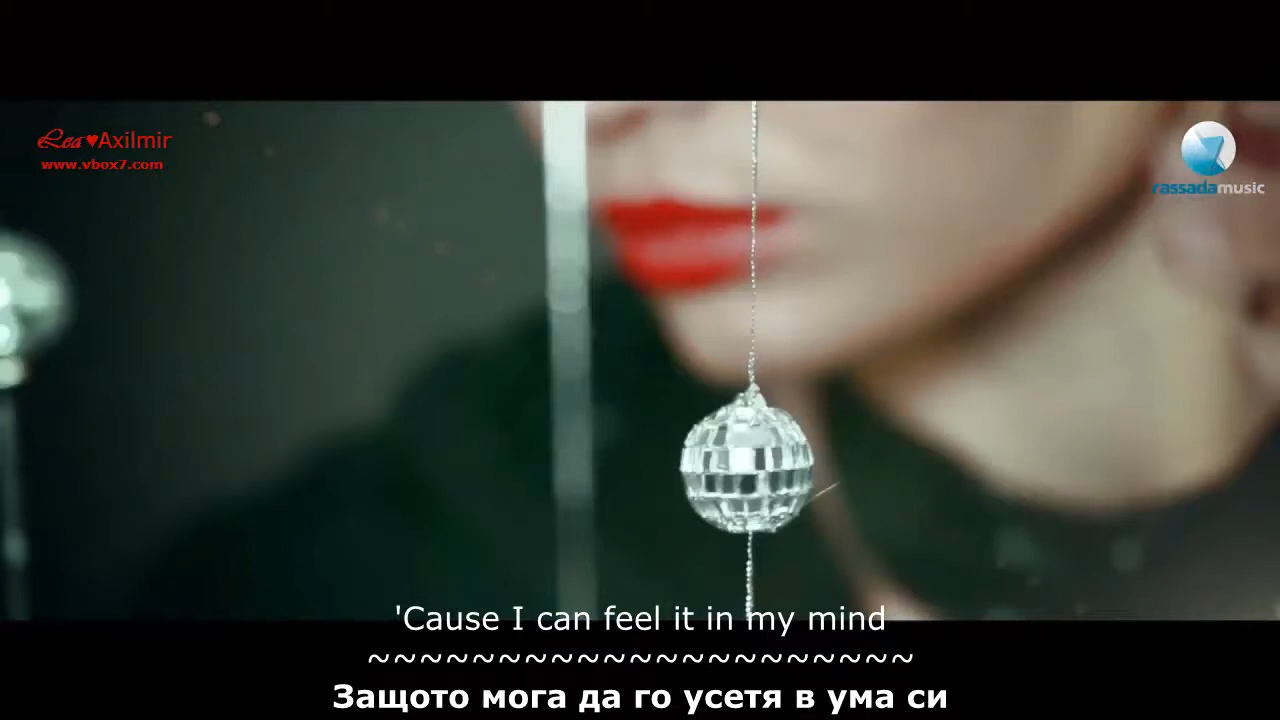 Lea♥Axilmir
www.vbox7.com
rassadamusic
'Cause I can feel it in my mind
~~~~~~~~~~~~~~~~~~~~~
Защото мога да го усетя в ума си